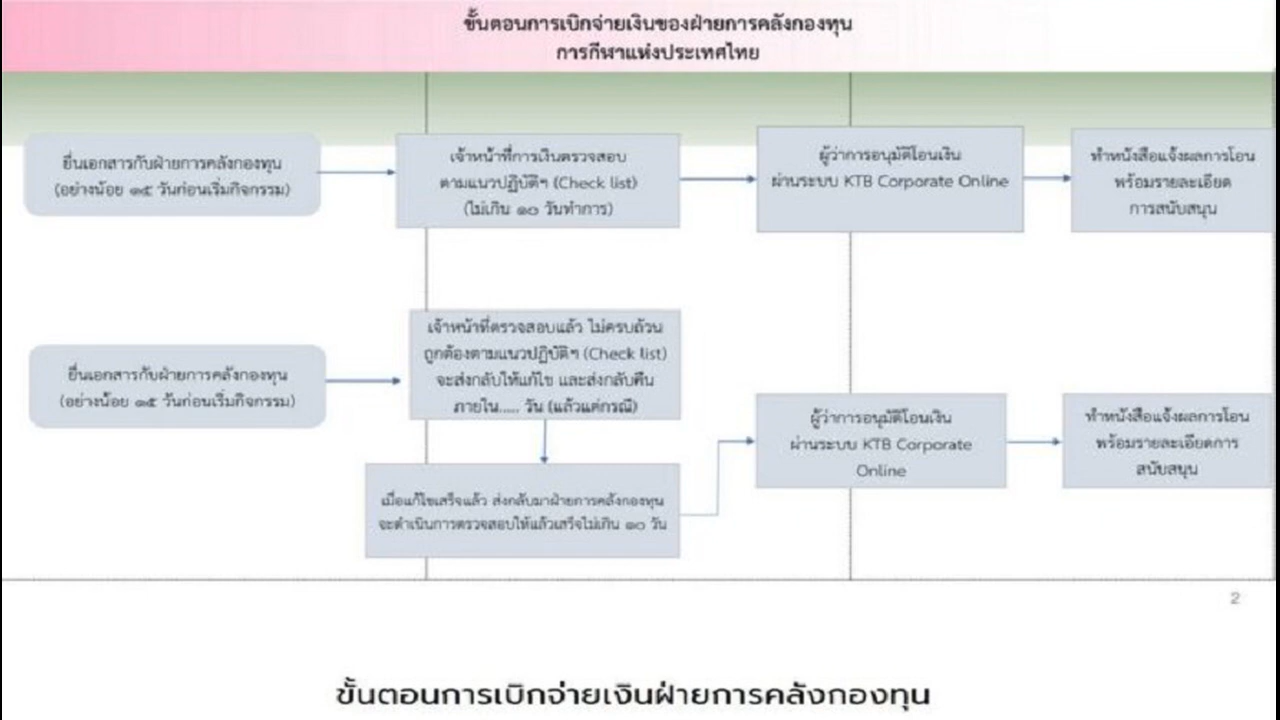 ขั้นตอนการเบิกจ่ายเงินของฝ่ายการคลังกองทุน
การกีฬาแห่งประเทศไทย
ยื่นเอกสารกับฝ่ายการคลังกองทุน
(อย่างน้อย ๑๕ วันก่อนเริ่มกิจกรรม)
เจ้าหน้าที่การเงินตรวจสอบ
ตามแนวปฏิบัติฯ (Check list)
(ไม่เกิน ๑๐ วันทำการ)
ผู้ว่าการอนุมัติโอนเงิน
ผ่านระบบ KTB Corporate Online
ทำหนังสือแจ้งผลการโอน
พร้อมรายละเอียด
การสนับสนุน
ยื่นเอกสารกับฝ่ายการคลังกองทุน
(อย่างน้อย ๑๕ วันก่อนเริ่มกิจกรรม)
เจ้าหน้าที่ตรวจสอบแล้ว ไม่ครบถ้วน
ถูกต้องตามแนวปฏิบัติฯ (Check list)
จะส่งกลับให้แก้ไข และส่งกลับคืน
ภายใน..... วัน (แล้วแต่กรณี)
เมื่อแก้ไขเสร็จแล้ว ส่งกลับมาฝ่ายการคลังกองทุน
จะดำเนินการตรวจสอบให้แล้วเสร็จไม่เกิน ๑๐ วัน
ผู้ว่าการอนุมัติโอนเงิน
ผ่านระบบ KTB Corporate
Online
ทำหนังสือแจ้งผลการโอน
พร้อมรายละเอียดการ
สนับสนุน
2
ขั้นตอนการเบิกจ่ายเงินฝ่ายการคลังกองทุน